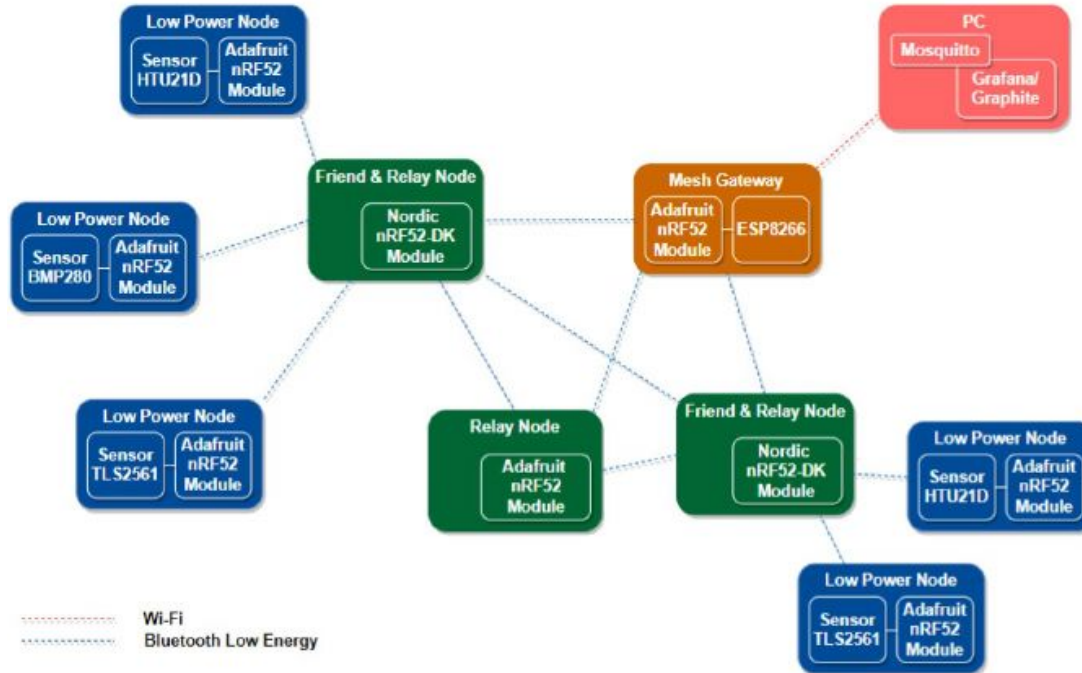 Low Power Node
Sensor
HTU21D
Adafruit
nRF52
Module
PC
Mosquitto
Grafana/
Graphite
Friend & Relay Node
Nordic
nRF52-DK
Module
Mesh Gateway
Adafruit
nRF52
Module
ESP8266
Low Power Node
Sensor
BMP280
Adafruit
nRF52
Module
Low Power Node
Sensor
TLS2561
Adafruit
nRF52
Module
Relay Node
Adafruit
nRF52
Module
Friend & Relay Node
Nordic
nRF52-DK
Module
Low Power Node
Sensor
HTU21D
Adafruit
nRF52
Module
Low Power Node
Sensor
TLS2561
Adafruit
nRF52
Module
Wi-Fi
Bluetooth Low Energy